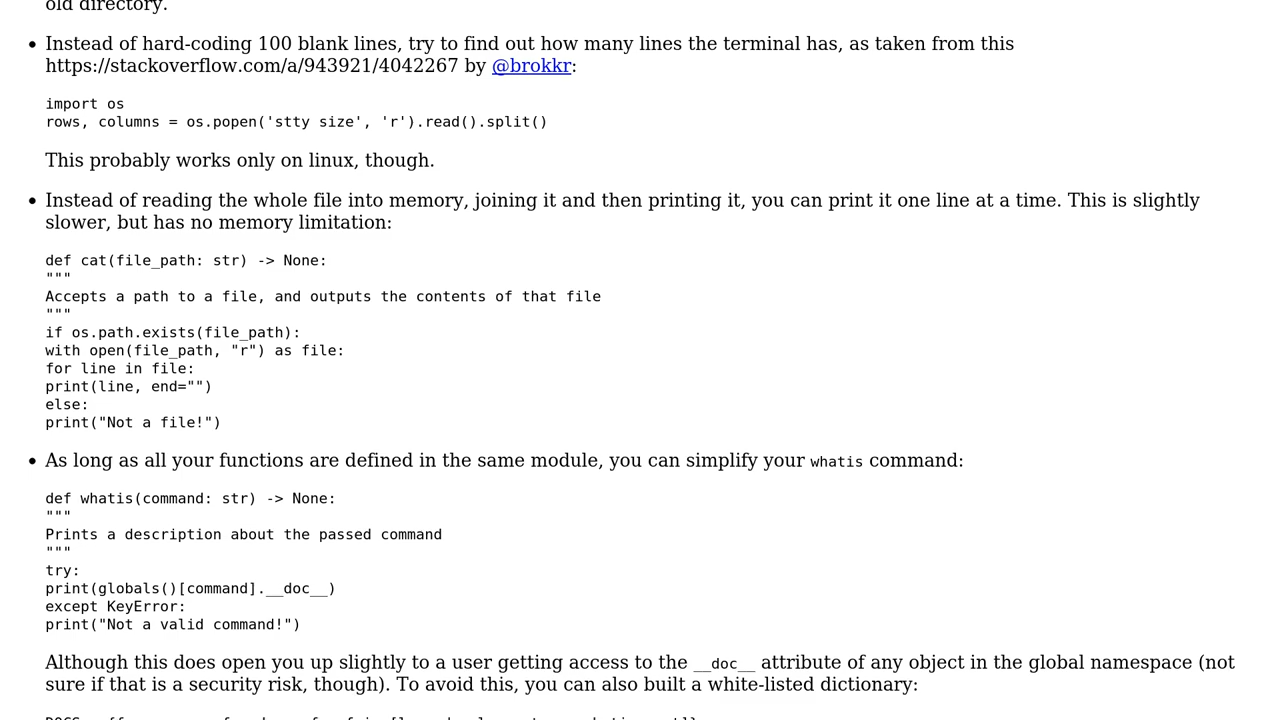 old directory.
Instead of hard-coding 100 blank lines, try to find out how many lines the terminal has, as taken from this
https://stackoverflow.com/a/943921/4042267 by @brokkr:
import os
rows, columns = os.popen('stty size', 'r').read().split()
This probably works only on linux, though.
Instead of reading the whole file into memory, joining it and then printing it, you can print it one line at a time. This is slightly
slower, but has no memory limitation:
def cat(file_path: str) -> None:
"""
Accepts a path to a file, and outputs the contents of that file
"""
if os.path.exists(file_path):
with open(file_path, "r") as file:
for line in file:
print(line, end="")
else:
print("Not a file!")
As long as all your functions are defined in the same module, you can simplify your whatis command:
def whatis(command: str) -> None:
"""
Prints a description about the passed command
"""
try:
print(globals()[command].__doc__)
except KeyError:
print("Not a valid command!")
Although this does open you up slightly to a user getting access to the __doc__ attribute of any object in the global namespace (not
sure if that is a security risk, though). To avoid this, you can also built a white-listed dictionary: